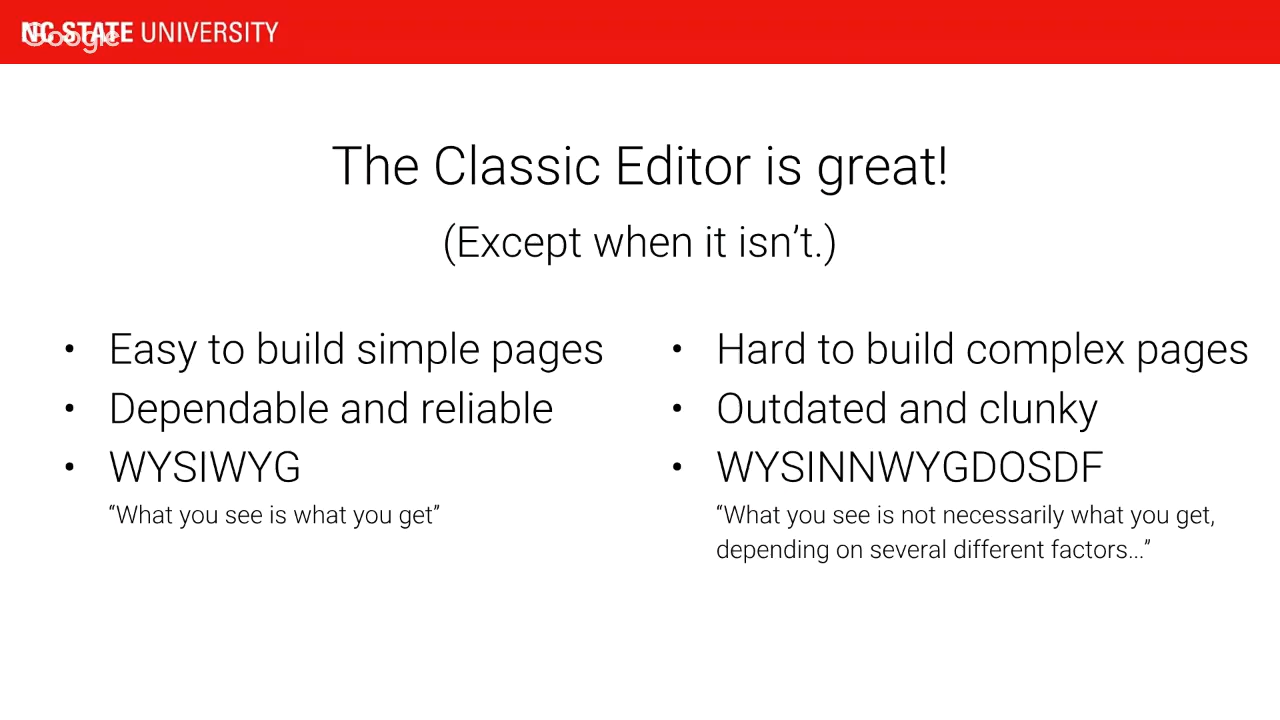 NC STATE UNIVERSITY
Google
The Classic Editor is great!
(Except when it isn’t.)
• Easy to build simple pages
• Dependable and reliable
• WYSIWYG
“What you see is what you get”
• Hard to build complex pages
• Outdated and clunky
• WYSINNWYGDOSDF
“What you see is not necessarily what you get,
depending on several different factors...”